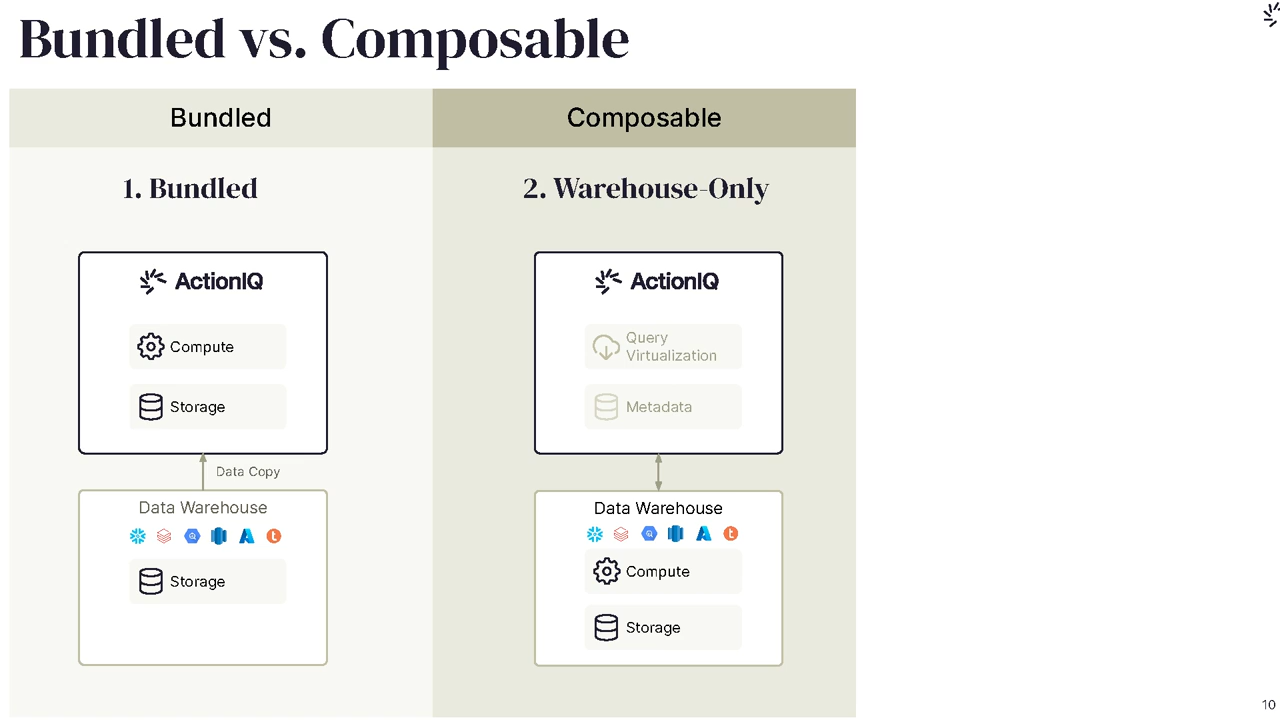 Bundled vs. Composable
Bundled
Composable
1. Bundled
2. Warehouse-Only
ActionIQ
Compute
Storage
Data Copy
Data Warehouse
Storage
ActionIQ
Query
Virtualization
Metadata
Data Warehouse
Compute
Storage
10